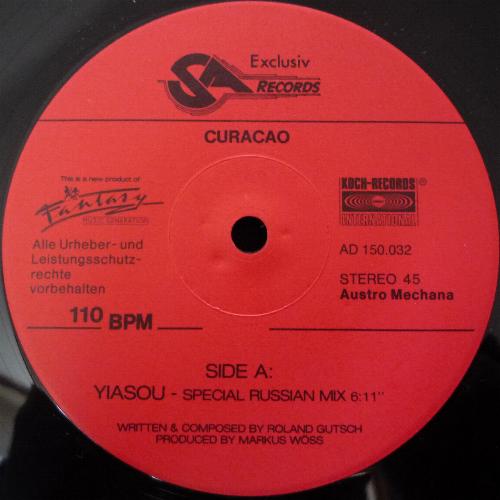 Exclusiv
SA RECORDS
CURACAO
This is a new product of
Fantasy
MUSIC GENERATION
Alle Urheber- und
Leistungsschutz-
rechte
vorbehalten
110 BPM
KOCH-RECORDS ®
INTERNATIONAL
AD 150.032
STEREO 45
Austro Mechana
SIDE A:
YIASOU - SPECIAL RUSSIAN MIX 6:11''
WRITTEN & COMPOSED BY ROLAND GUTSCH
PRODUCED BY MARKUS WÖSS